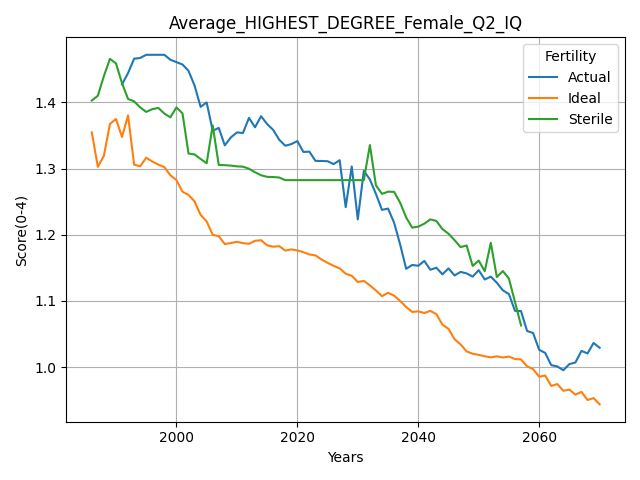 Average_HIGHEST_DEGREE_Female_Q2_IQ
Fertility
Actual
Ideal
Sterile
Score(0-4)
1.4
1.3
1.2
1.1
1.0
2000
2020
2040
2060
Years